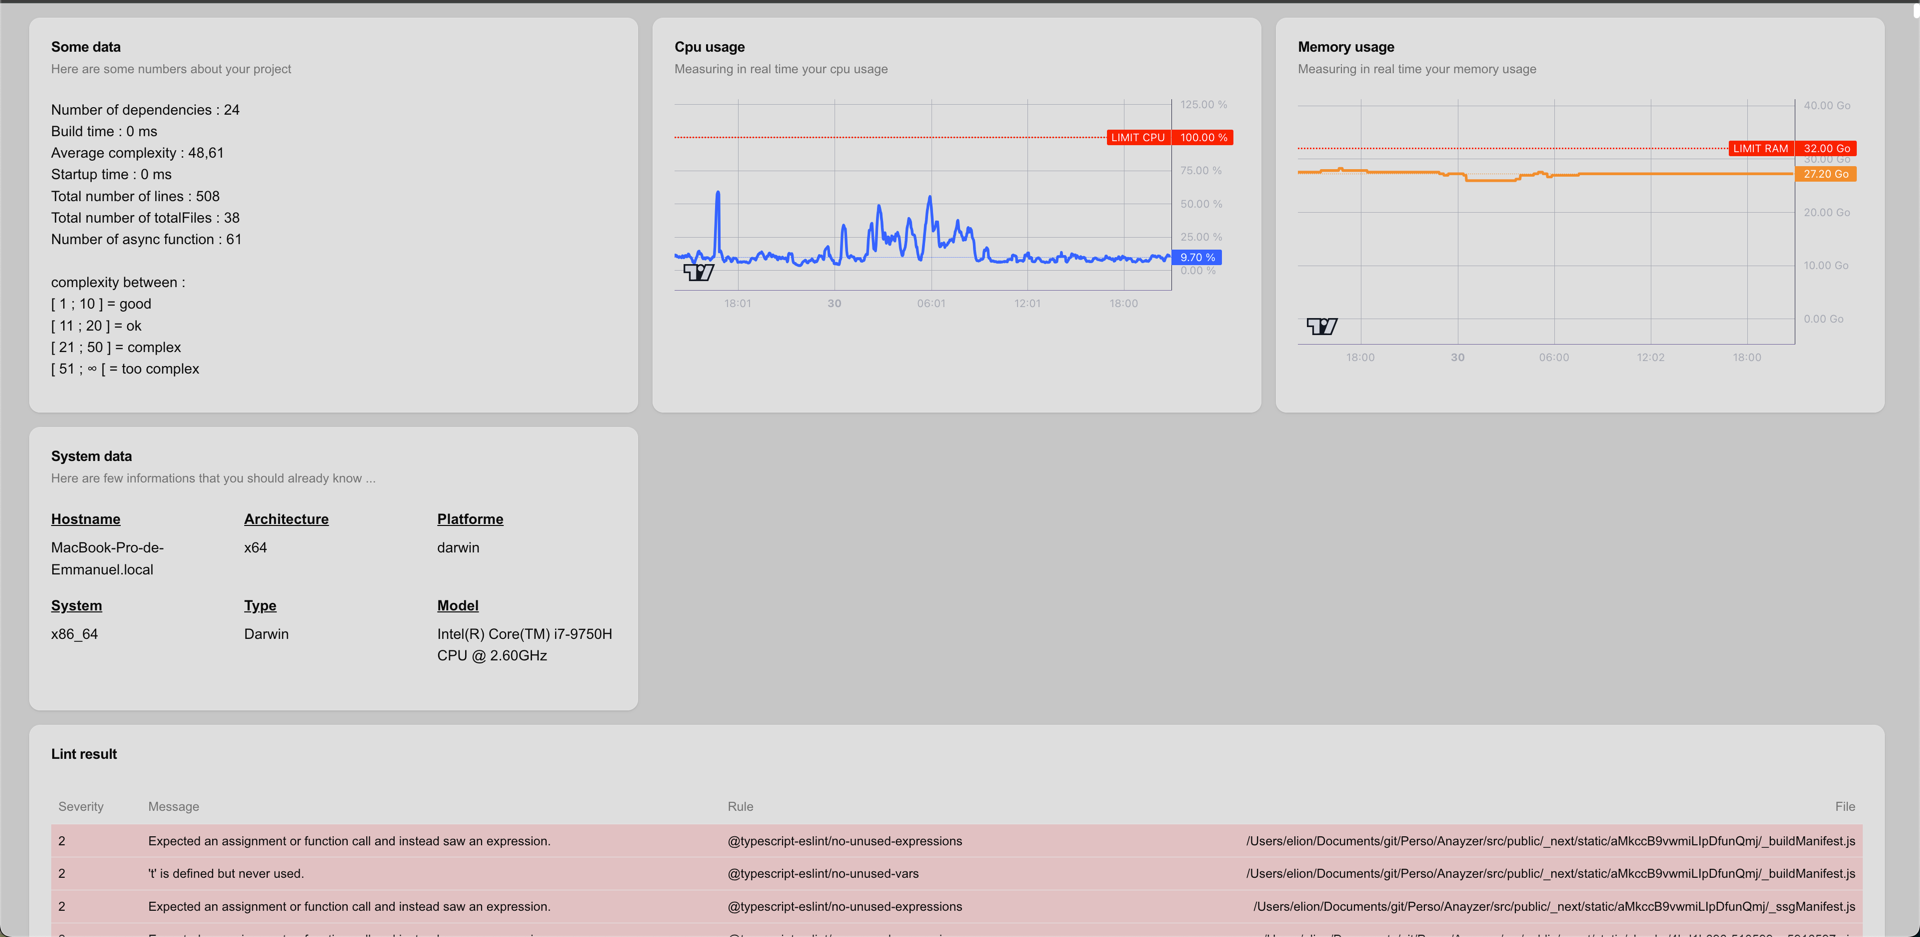 Some data
Here are some numbers about your project
Number of dependencies : 24
Build time : 0 ms
Average complexity : 48,61
Startup time : 0 ms
Total number of lines : 508
Total number of totalFiles : 38
Number of async function : 61
complexity between :
[ 1 ; 10 ] = good
[ 11 ; 20 ] = ok
[ 21 ; 50 ] = complex
[ 51 ; ∞ [ = too complex
Cpu usage
Measuring in real time your cpu usage
125.00 %
LIMIT CPU 100.00 %
75.00 %
50.00 %
25.00 %
9.70 %
0.00 %
18:01 30 06:01 12:01 18:00
Memory usage
Measuring in real time your memory usage
40.00 Go
LIMIT RAM 32.00 Go
30.00 Go
27.20 Go
20.00 Go
10.00 Go
0.00 Go
18:00 30 06:00 12:02 18:00
System data
Here are few informations that you should already know ...
Hostname Architecture Platforme
MacBook-Pro-de- x64 darwin
Emmanuel.local
System Type Model
x86_64 Darwin Intel(R) Core(TM) i7-9750H
CPU @ 2.60GHz
Lint result
Severity Message Rule File
2 Expected an assignment or function call and instead saw an expression. @typescript-eslint/no-unused-expressions /Users/elion/Documents/git/Perso/Anayzer/src/public/_next/static/aMkccB9vwmiLIpDfunQmj/_buildManifest.js
2 't' is defined but never used. @typescript-eslint/no-unused-vars /Users/elion/Documents/git/Perso/Anayzer/src/public/_next/static/aMkccB9vwmiLIpDfunQmj/_buildManifest.js
2 Expected an assignment or function call and instead saw an expression. @typescript-eslint/no-unused-expressions /Users/elion/Documents/git/Perso/Anayzer/src/public/_next/static/aMkccB9vwmiLIpDfunQmj/_ssgManifest.js